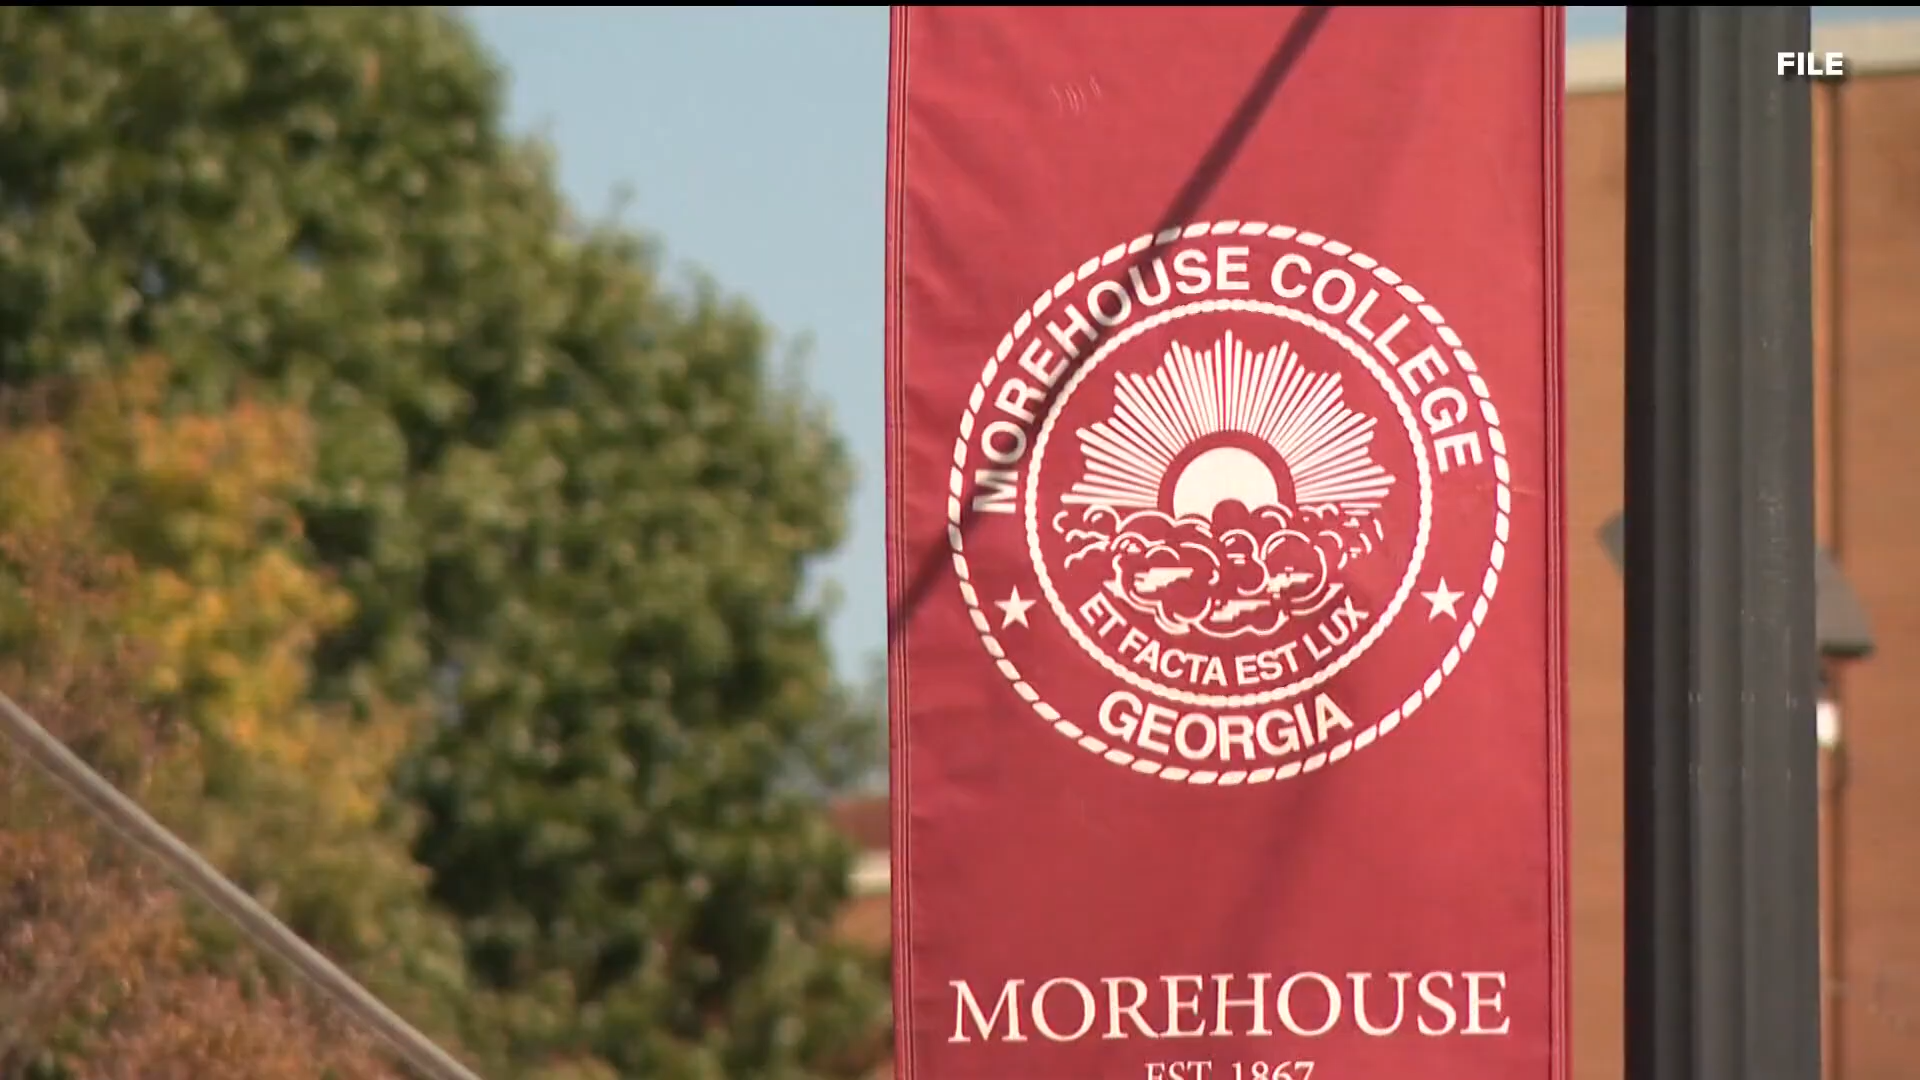 FILE
MOREHOUSE COLLEGE
ET FACTA EST LUX
GEORGIA
MOREHOUSE
EST. 1867